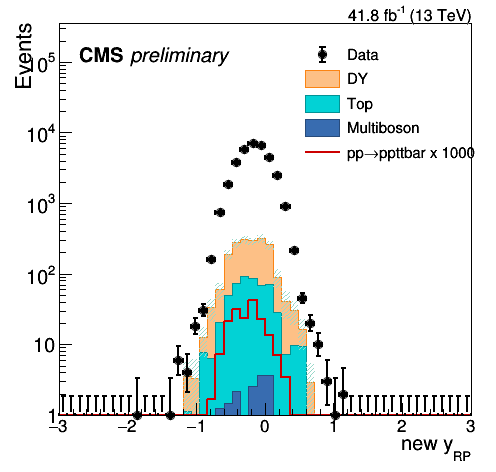 41.8 fb⁻¹ (13 TeV)
Events
CMS preliminary
Data
DY
Top
Multiboson
pp→ppttbar x 1000
10⁵
10⁴
10³
10²
10
1
−3 −2 −1 0 1 2 3
new y_RP